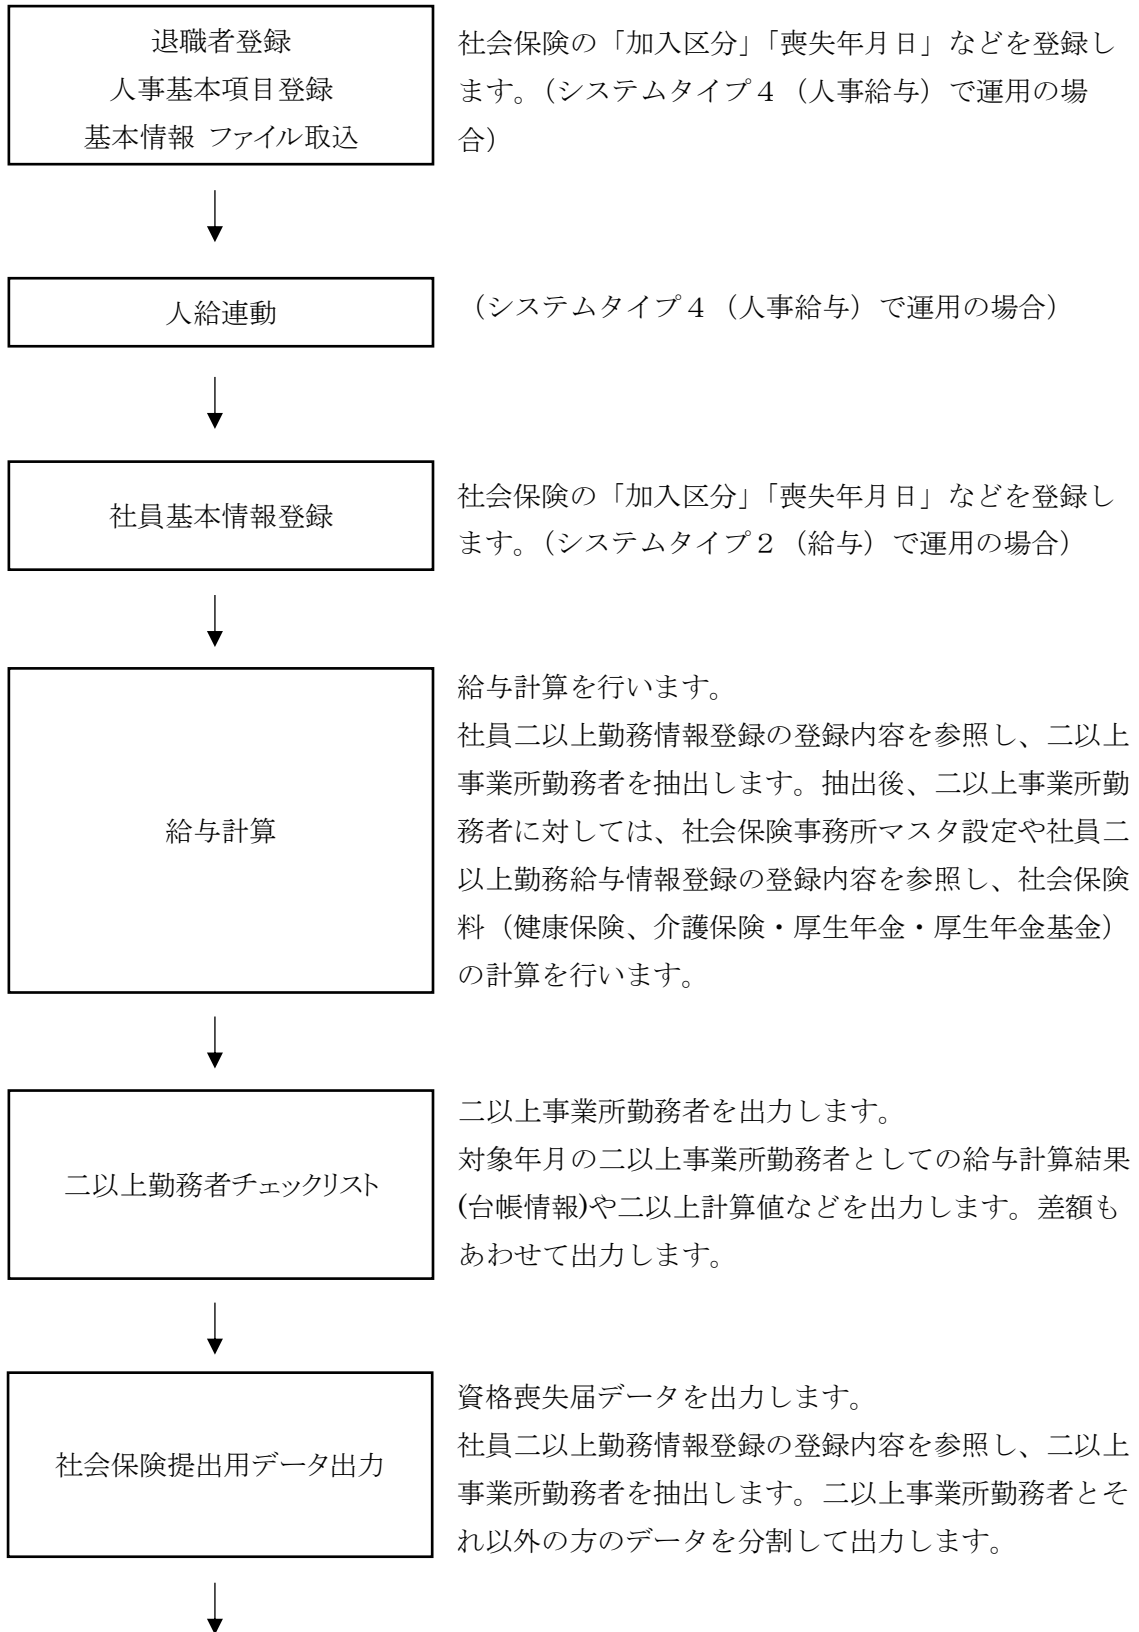 退職者登録
人事基本項目登録
基本情報 ファイル取込
社会保険の「加入区分」「喪失年月日」などを登録し
ます。（システムタイプ４（人事給与）で運用の場
合）
人給連動
（システムタイプ４（人事給与）で運用の場合）
社員基本情報登録
社会保険の「加入区分」「喪失年月日」などを登録し
ます。（システムタイプ２（給与）で運用の場合）
給与計算
給与計算を行います。
社員二以上勤務情報登録の登録内容を参照し、二以上
事業所勤務者を抽出します。抽出後、二以上事業所勤
務者に対しては、社会保険事務所マスタ設定や社員二
以上勤務給与情報登録の登録内容を参照し、社会保険
料（健康保険、介護保険・厚生年金・厚生年金基金）
の計算を行います。
二以上勤務者チェックリスト
二以上事業所勤務者を出力します。
対象年月の二以上事業所勤務者としての給与計算結果
(台帳情報)や二以上計算値などを出力します。差額も
あわせて出力します。
社会保険提出用データ出力
資格喪失届データを出力します。
社員二以上勤務情報登録の登録内容を参照し、二以上
事業所勤務者を抽出します。二以上事業所勤務者とそ
れ以外の方のデータを分割して出力します。